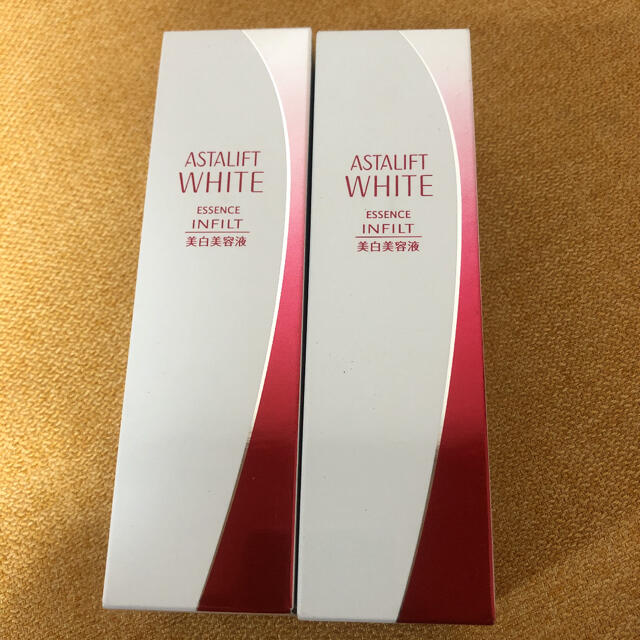 ASTALIFT
WHITE
ESSENCE
INFILT
美白美容液
ASTALIFT
WHITE
ESSENCE
INFILT
美白美容液